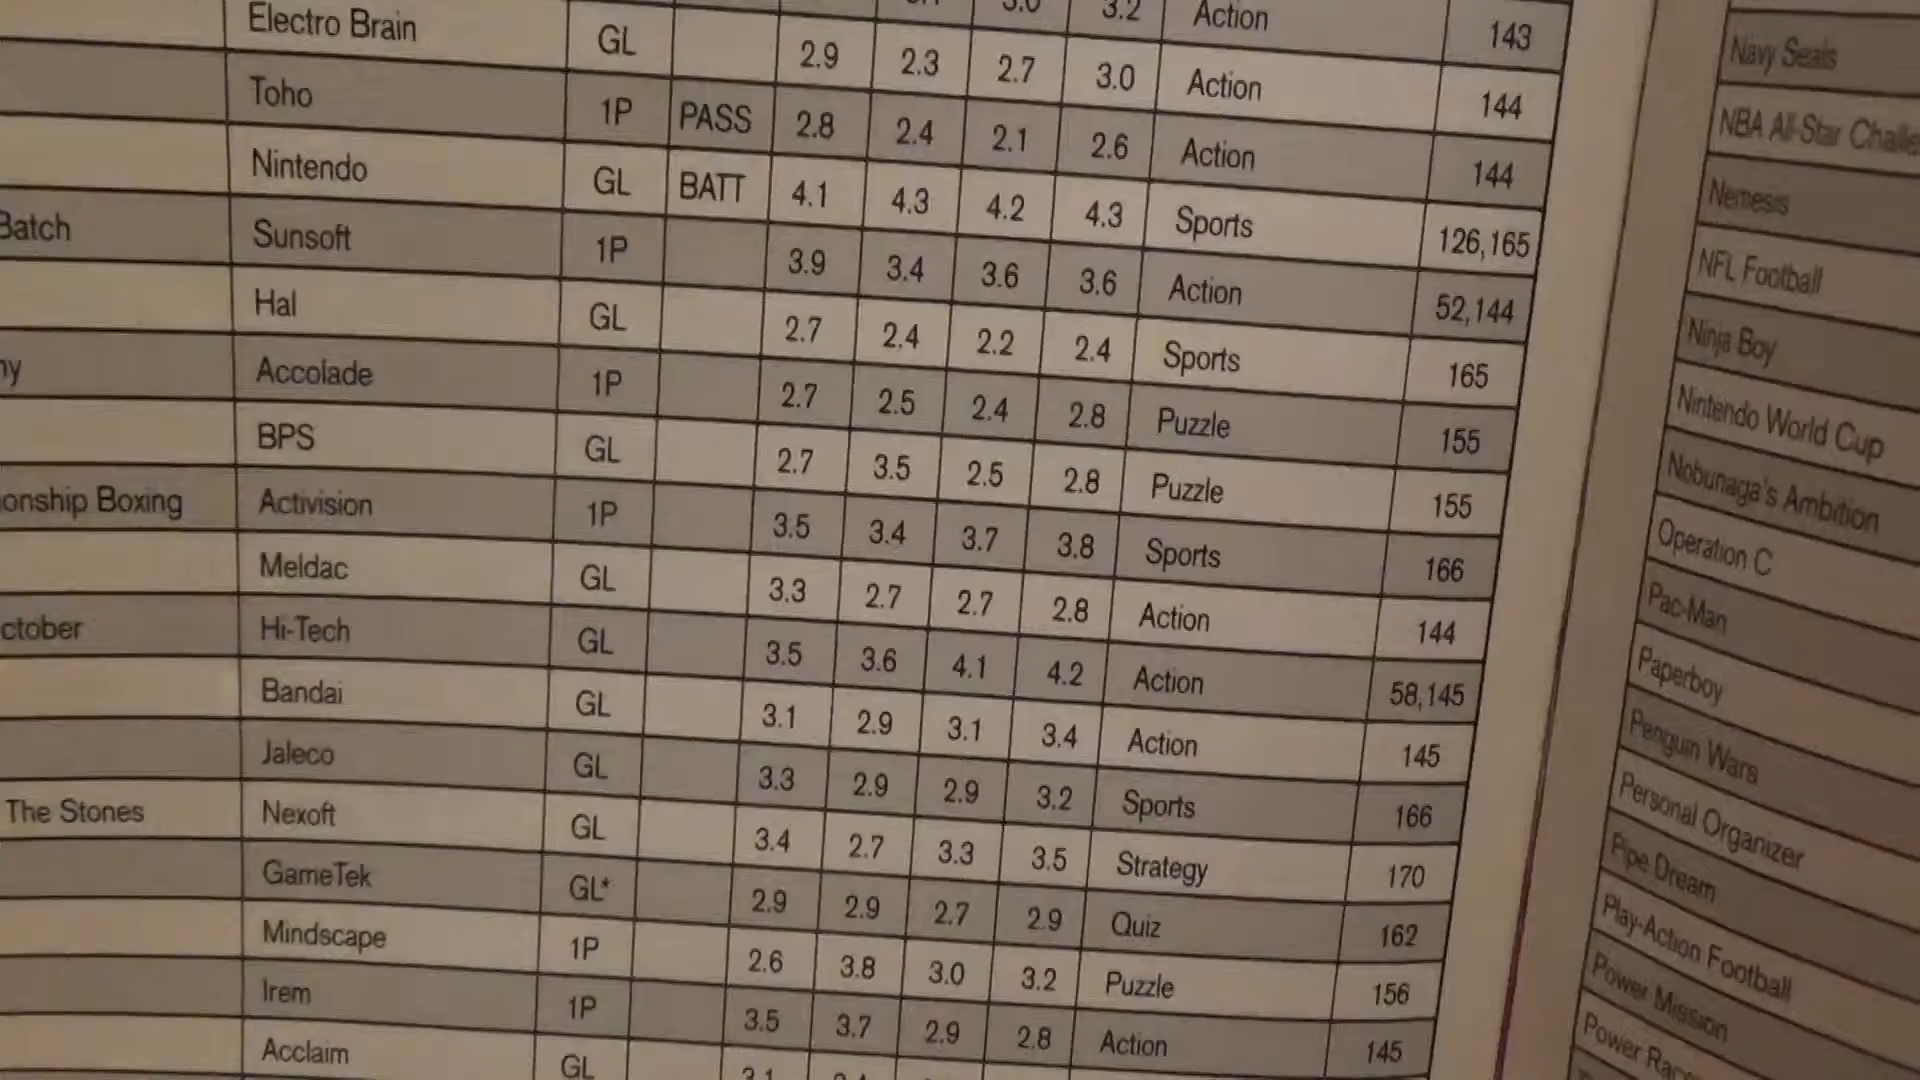 3.2 Action 143
Electro Brain GL 2.9 2.3 2.7 3.0 Action 144
Toho 1P PASS 2.8 2.4 2.1 2.6 Action 144
Nintendo GL BATT 4.1 4.3 4.2 4.3 Sports 126,165
Batch Sunsoft 1P 3.9 3.4 3.6 3.6 Action 52,144
Hal GL 2.7 2.4 2.2 2.4 Sports 165
ny Accolade 1P 2.7 2.5 2.4 2.8 Puzzle 155
BPS GL 2.7 3.5 2.5 2.8 Puzzle 155
onship Boxing Activision 1P 3.5 3.4 3.7 3.8 Sports 166
Meldac GL 3.3 2.7 2.7 2.8 Action 144
ctober Hi-Tech GL 3.5 3.6 4.1 4.2 Action 58,145
Bandai GL 3.1 2.9 3.1 3.4 Action 145
Jaleco GL 3.3 2.9 2.9 3.2 Sports 166
The Stones Nexoft GL 3.4 2.7 3.3 3.5 Strategy 170
GameTek GL* 2.9 2.9 2.7 2.9 Quiz 162
Mindscape 1P 2.6 3.8 3.0 3.2 Puzzle 156
Irem 1P 3.5 3.7 2.9 2.8 Action 145
Acclaim GL 3.1
Navy Seals
NBA All-Star Challe
Nemesis
NFL Football
Ninja Boy
Nintendo World Cup
Nobunaga's Ambition
Operation C
Pac-Man
Paperboy
Penguin Wars
Personal Organizer
Pipe Dream
Play-Action Football
Power Mission
Power Rac